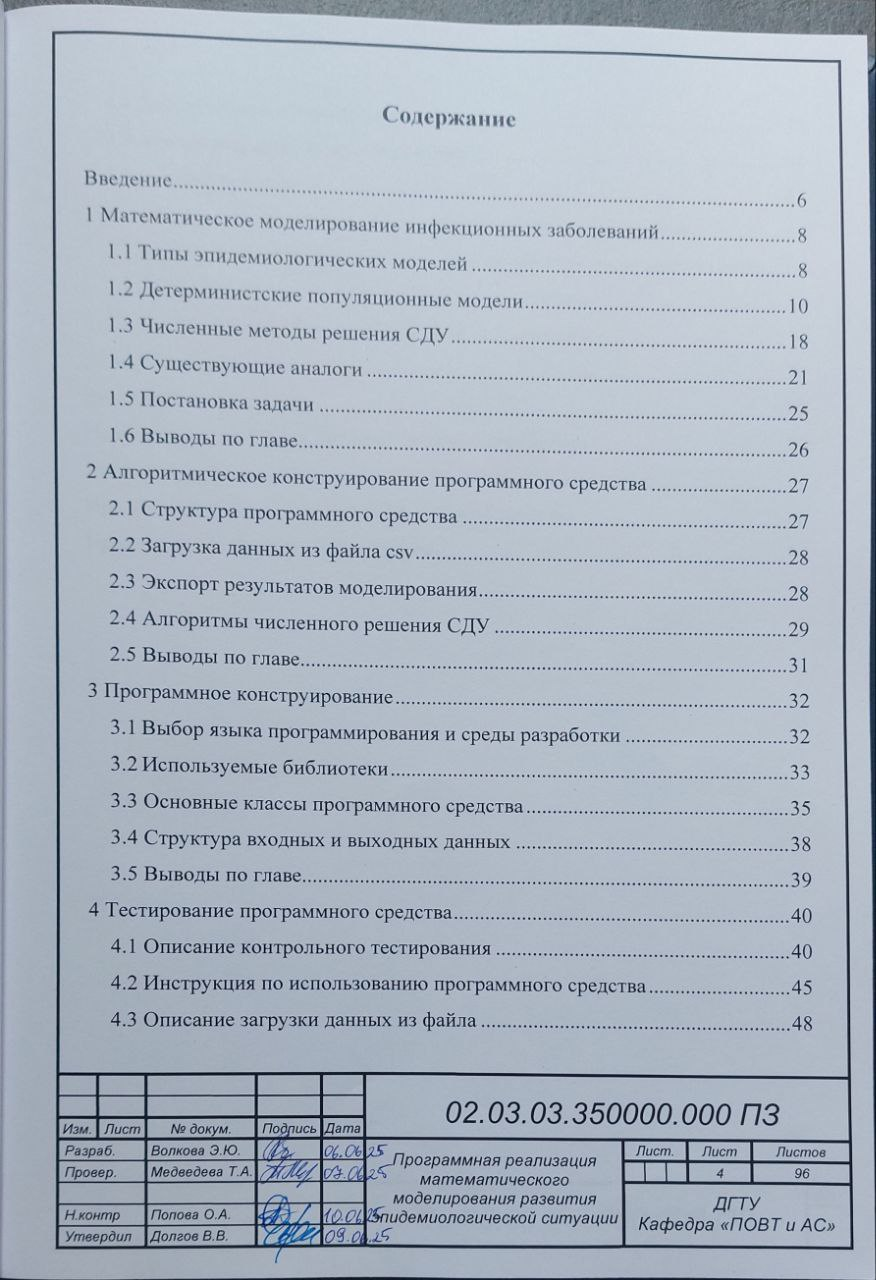 Содержание
Введение....................6
1 Математическое моделирование инфекционных заболеваний....................8
1.1 Типы эпидемиологических моделей....................8
1.2 Детерминистские популяционные модели....................10
1.3 Численные методы решения СДУ....................18
1.4 Существующие аналоги....................21
1.5 Постановка задачи....................25
1.6 Выводы по главе....................26
2 Алгоритмическое конструирование программного средства....................27
2.1 Структура программного средства....................27
2.2 Загрузка данных из файла csv....................28
2.3 Экспорт результатов моделирования....................28
2.4 Алгоритмы численного решения СДУ....................29
2.5 Выводы по главе....................31
3 Программное конструирование....................32
3.1 Выбор языка программирования и среды разработки....................32
3.2 Используемые библиотеки....................33
3.3 Основные классы программного средства....................35
3.4 Структура входных и выходных данных....................38
3.5 Выводы по главе....................39
4 Тестирование программного средства....................40
4.1 Описание контрольного тестирования....................40
4.2 Инструкция по использованию программного средства....................45
4.3 Описание загрузки данных из файла....................48
02.03.03.350000.000 ПЗ
Изм. Лист № докум. Подпись Дата
Разраб. Волкова Э.Ю. 06.06.25
Провер. Медведева Т.А. 07.06.25
Н.контр Попова О.А. 10.06.25
Утвердил Долгов В.В. 09.06.25
Программная реализация
математического
моделирования развития
эпидемиологической ситуации
Лист. Лист Листов
4 96
ДГТУ
Кафедра «ПОВТ и АС»